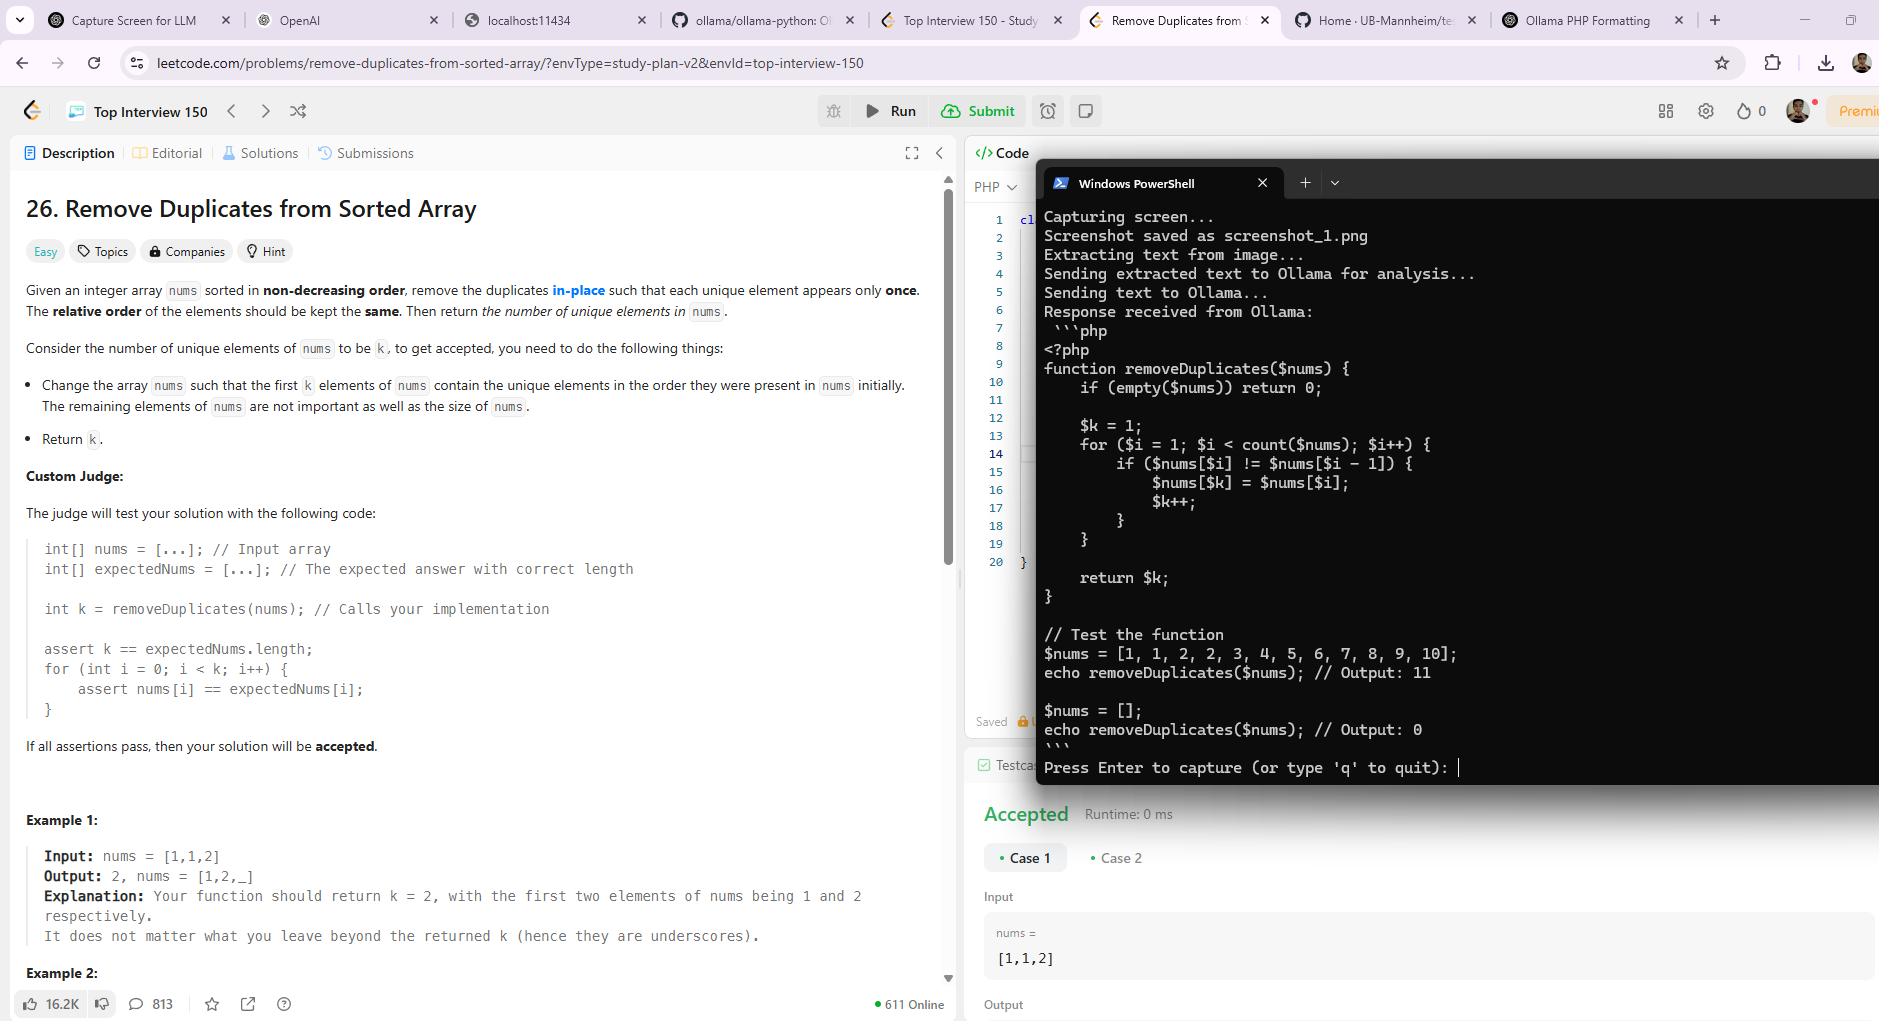 Capture Screen for LLM
OpenAI
localhost:11434
ollama/ollama-python: Ol
Top Interview 150 - Study
Remove Duplicates from S
Home · UB-Mannheim/te
Ollama PHP Formatting
leetcode.com/problems/remove-duplicates-from-sorted-array/?envType=study-plan-v2&envId=top-interview-150
Top Interview 150
Run
Submit
0
Premiu
Description
Editorial
Solutions
Submissions
26. Remove Duplicates from Sorted Array
Easy
Topics
Companies
Hint
Given an integer array nums sorted in non-decreasing order, remove the duplicates in-place such that each unique element appears only once.
The relative order of the elements should be kept the same. Then return the number of unique elements in nums.
Consider the number of unique elements of nums to be k, to get accepted, you need to do the following things:
• Change the array nums such that the first k elements of nums contain the unique elements in the order they were present in nums initially.
The remaining elements of nums are not important as well as the size of nums.
• Return k.
Custom Judge:
The judge will test your solution with the following code:
int[] nums = [...]; // Input array
int[] expectedNums = [...]; // The expected answer with correct length
int k = removeDuplicates(nums); // Calls your implementation
assert k == expectedNums.length;
for (int i = 0; i < k; i++) {
    assert nums[i] == expectedNums[i];
}
If all assertions pass, then your solution will be accepted.
Example 1:
Input: nums = [1,1,2]
Output: 2, nums = [1,2,_]
Explanation: Your function should return k = 2, with the first two elements of nums being 1 and 2
respectively.
It does not matter what you leave beyond the returned k (hence they are underscores).
Example 2:
16.2K
813
611 Online
Code
PHP
1 cl
2
3
4
5
6
7
8
9
10
11
12
13
14
15
16
17
18
19
20 }
Saved
Testca
Windows PowerShell
Capturing screen...
Screenshot saved as screenshot_1.png
Extracting text from image...
Sending extracted text to Ollama for analysis...
Sending text to Ollama...
Response received from Ollama:
 ```php
<?php
function removeDuplicates($nums) {
    if (empty($nums)) return 0;
    $k = 1;
    for ($i = 1; $i < count($nums); $i++) {
        if ($nums[$i] != $nums[$i - 1]) {
            $nums[$k] = $nums[$i];
            $k++;
        }
    }
    return $k;
}
// Test the function
$nums = [1, 1, 2, 2, 3, 4, 5, 6, 7, 8, 9, 10];
echo removeDuplicates($nums); // Output: 11
$nums = [];
echo removeDuplicates($nums); // Output: 0
```
Press Enter to capture (or type 'q' to quit):
Accepted
Runtime: 0 ms
• Case 1
• Case 2
Input
nums =
[1,1,2]
Output